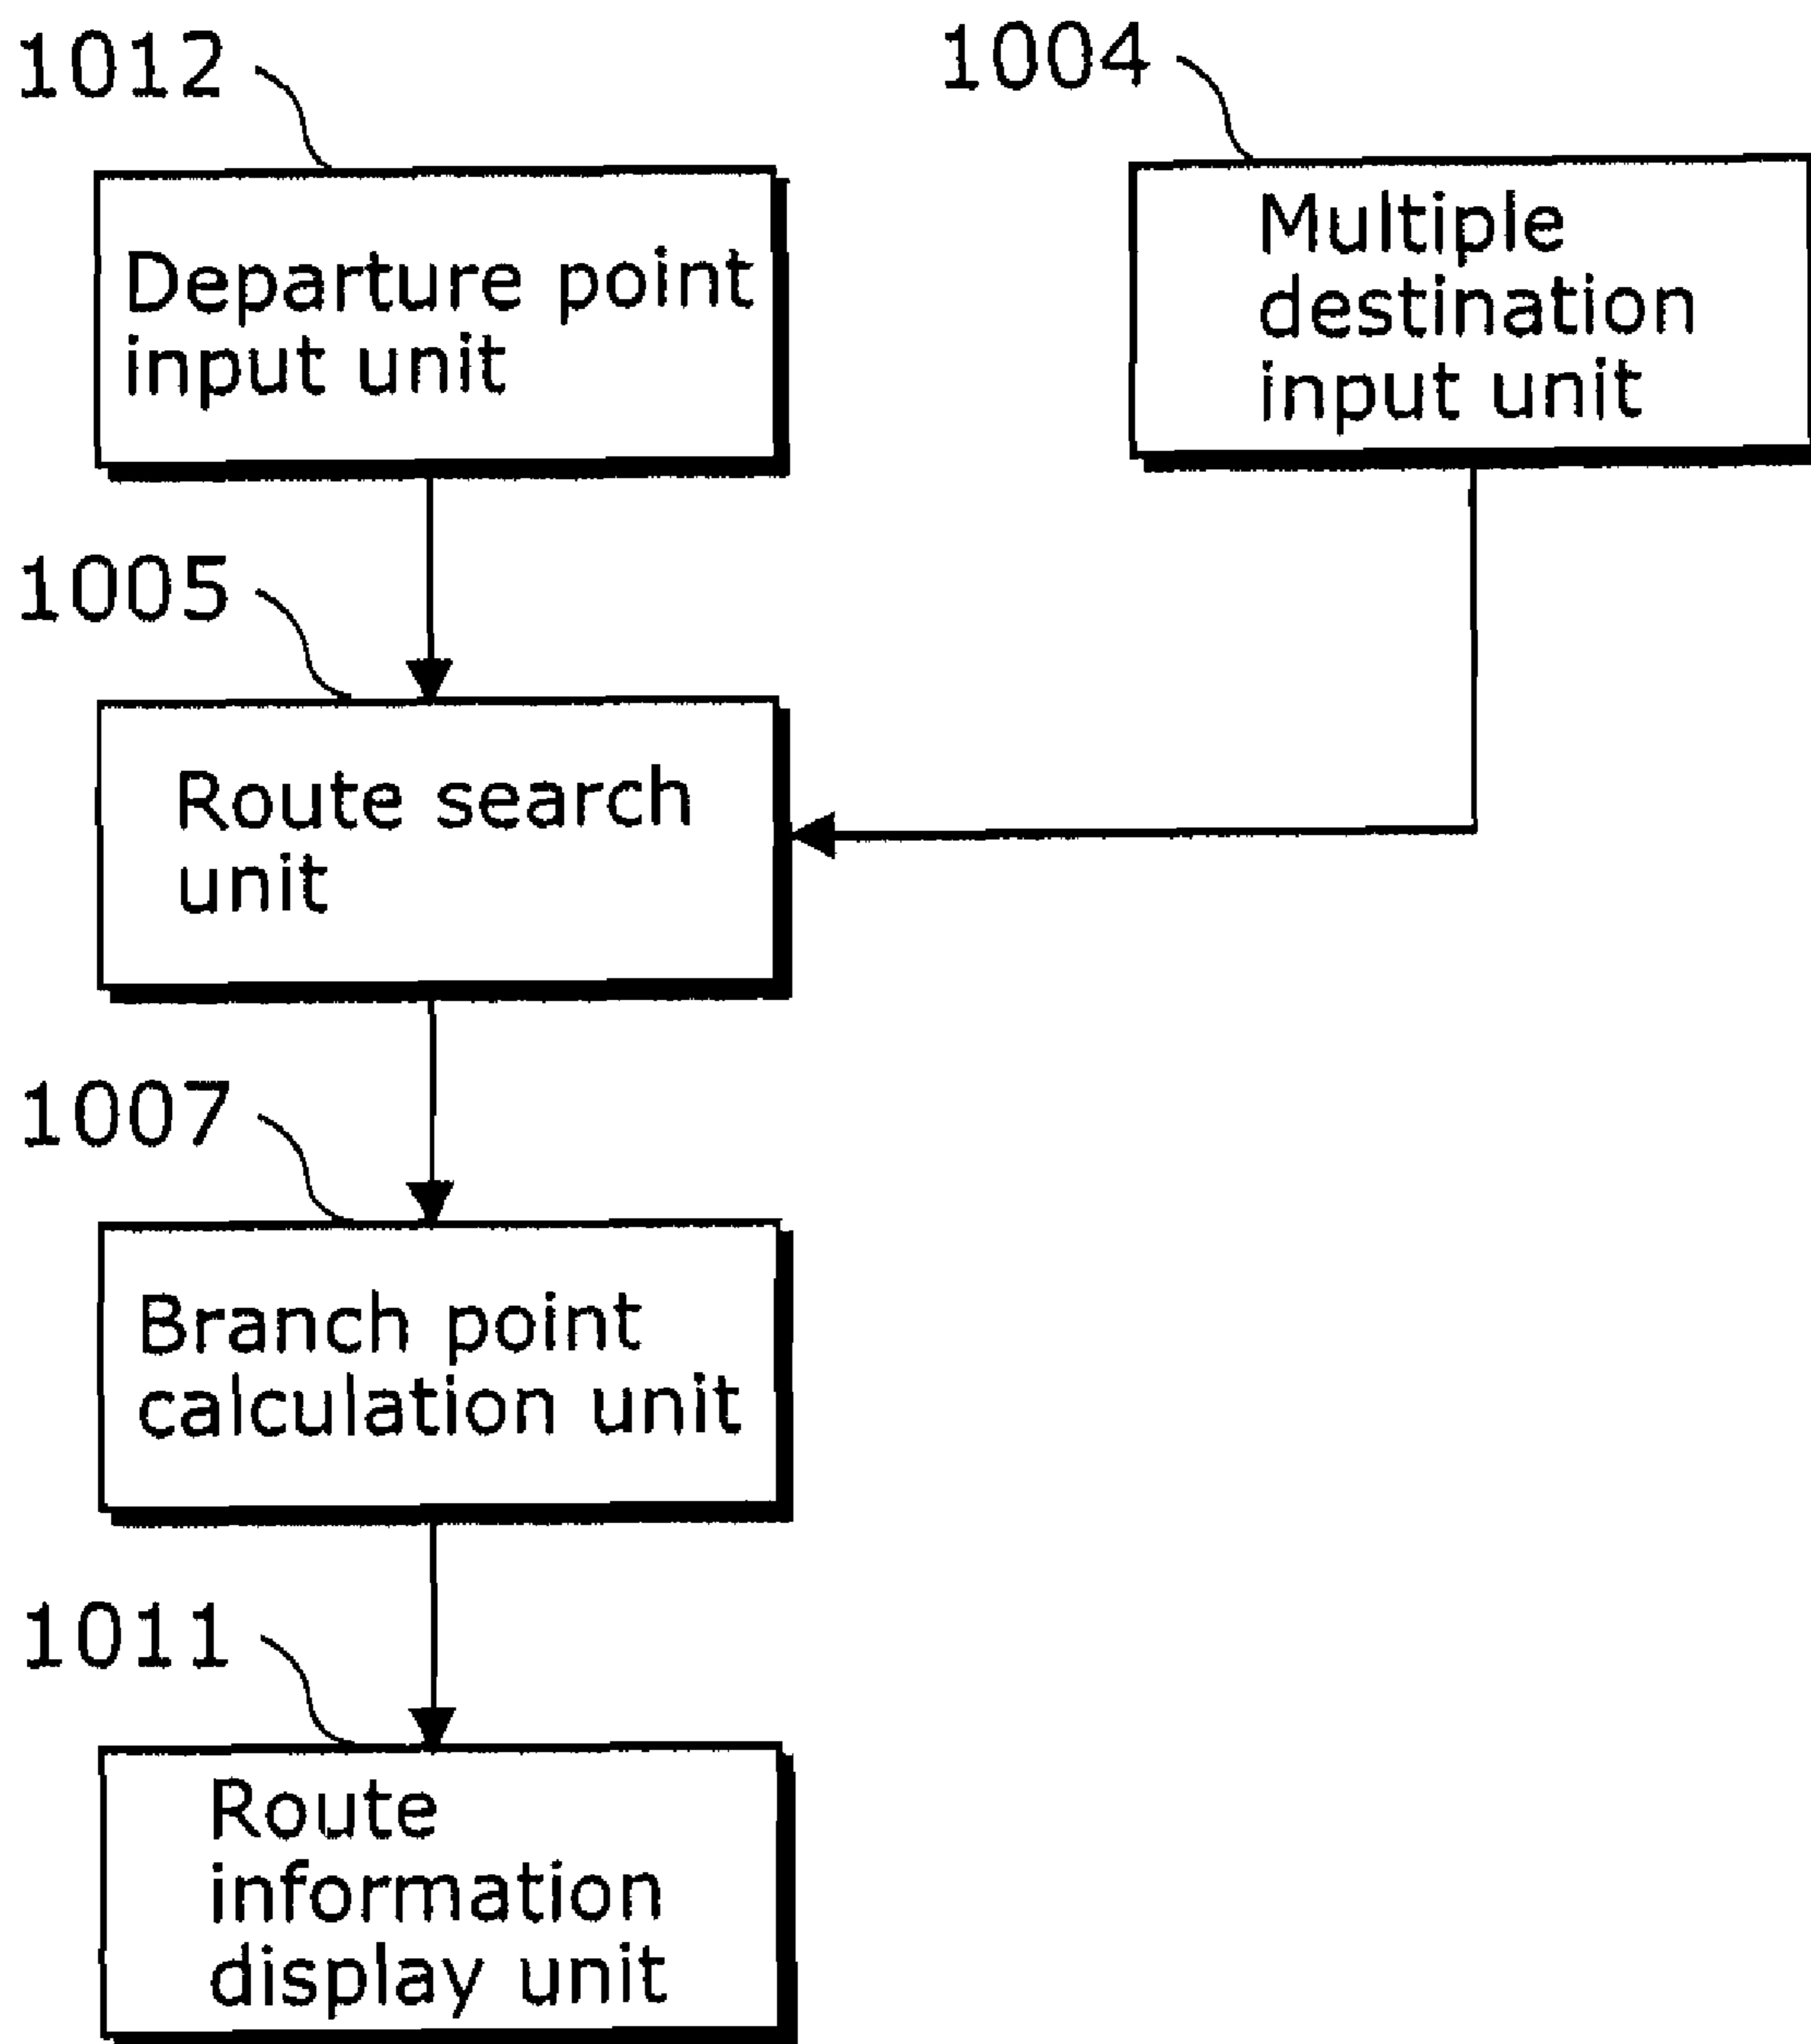 1012
Departure point
input unit
1004
Multiple
destination
input unit
1005
Route search
unit
1007
Branch point
calculation unit
1011
Route
information
display unit